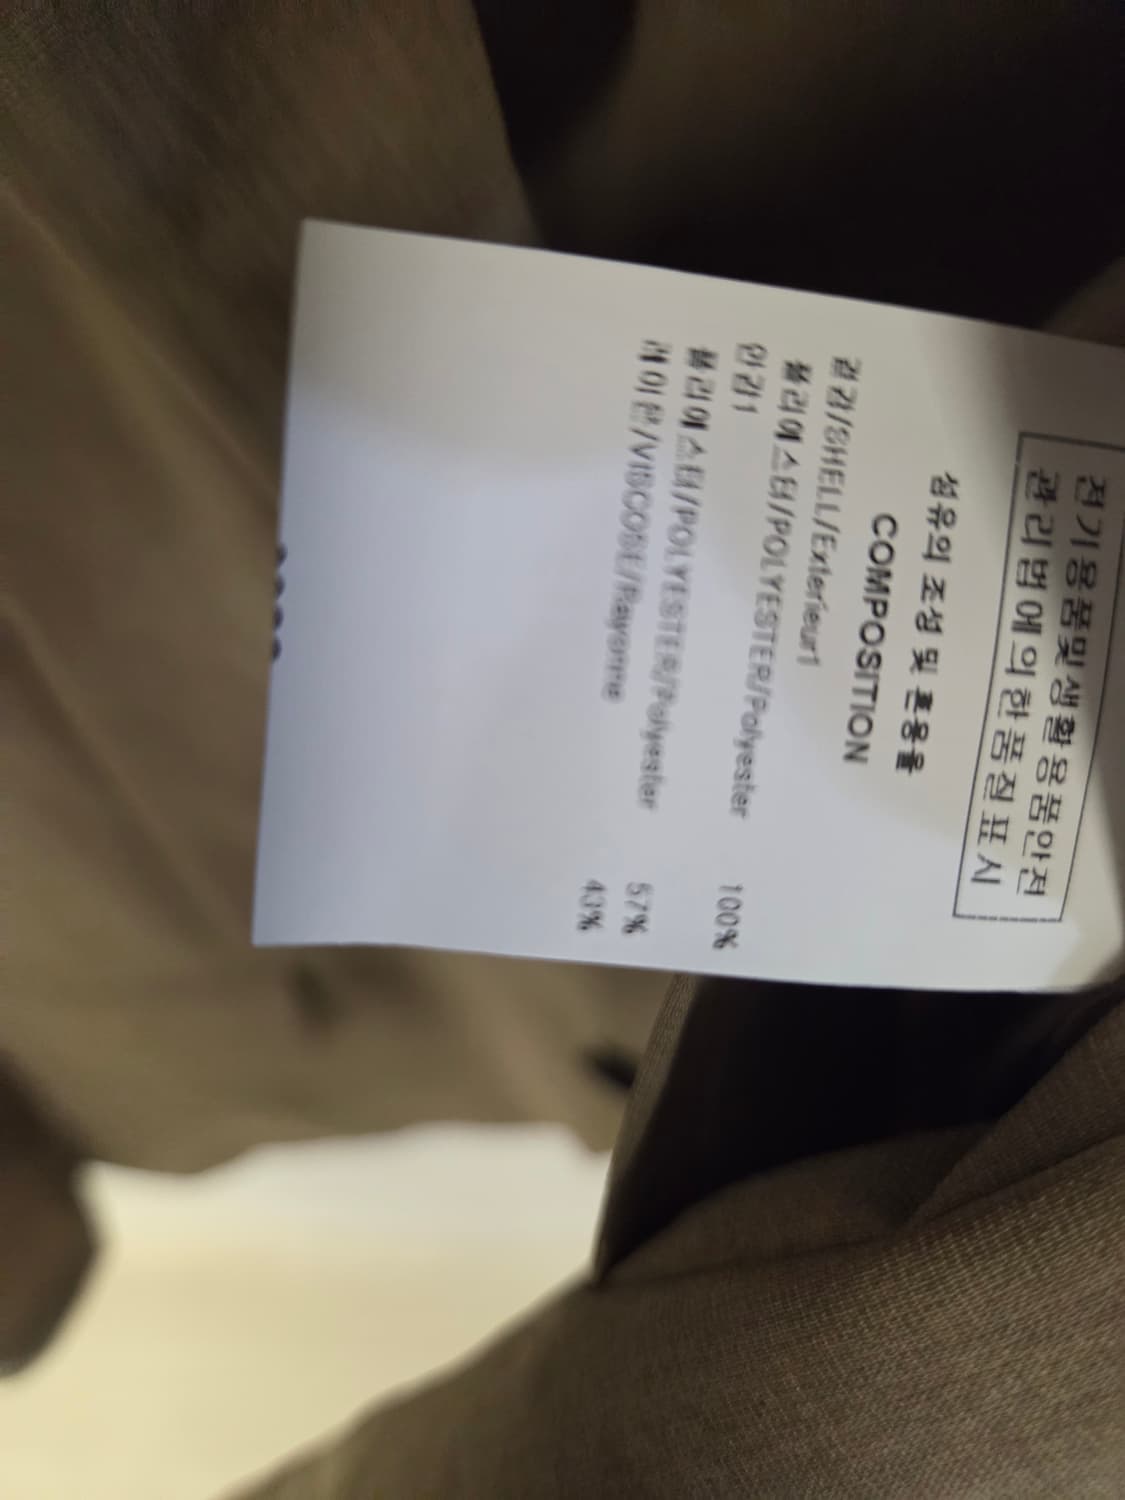 전기용품및생활용품안전
관리법에의한품질표시
섬유의 조성 및 혼용율
COMPOSITION
겉감/SHELL/Exterieur1
폴리에스터/POLYESTER/Polyester 100%
안감1
폴리에스터/POLYESTER/Polyester 57%
레이온/VISCOSE/Rayonne 43%